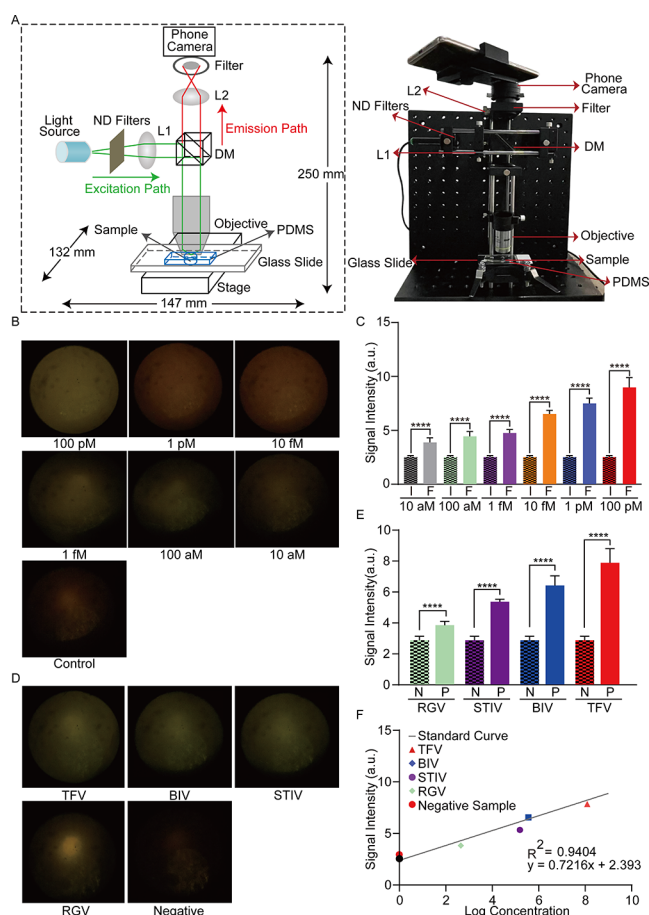 A
Phone
Camera
Filter
L2
Light
Source
ND Filters
L1
Emission Path
DM
Excitation Path
250 mm
Sample
Objective
PDMS
132 mm
Glass Slide
Stage
147 mm
Phone
Camera
L2
ND Filters
Filter
L1
DM
Objective
Glass Slide
Sample
PDMS
B
100 pM
1 pM
10 fM
1 fM
100 aM
10 aM
Control
C
Signal Intensity (a.u.)
15
10
5
0
**** **** **** **** **** ****
I F I F I F I F I F I F
10 aM 100 aM 1 fM 10 fM 1 pM 100 pM
D
TFV
BIV
STIV
RGV
Negative
E
Signal Intensity(a.u.)
10
8
6
4
2
0
**** **** **** ****
N P N P N P N P
RGV STIV BIV TFV
F
Signal Intensity (a.u.)
15
10
5
0
Standard Curve
TFV
BIV
STIV
RGV
Negative Sample
R2 = 0.9404
y = 0.7216x + 2.393
0 2 4 6 8 10
Log Concentration